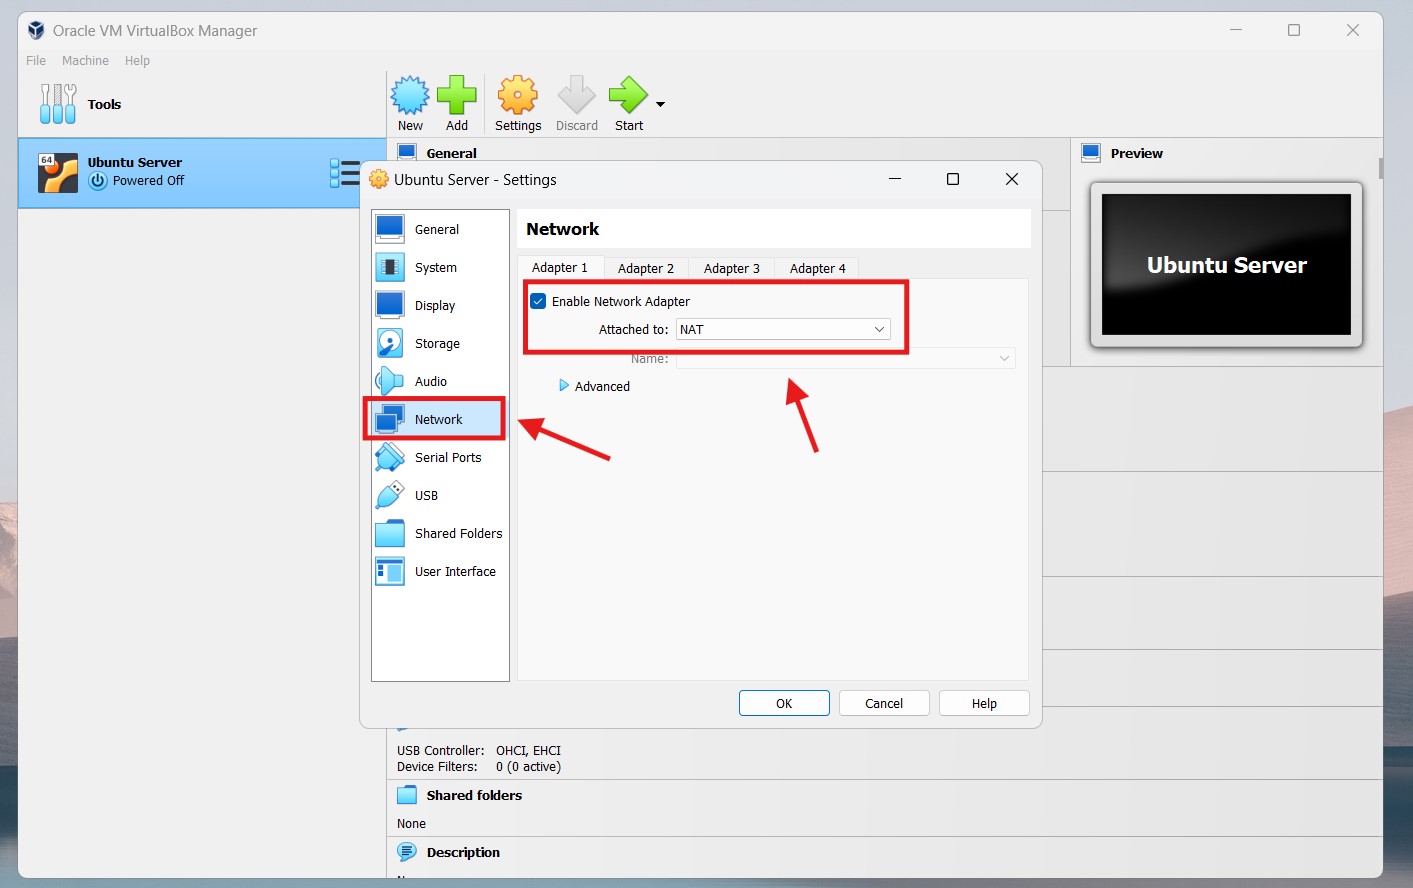 Oracle VM VirtualBox Manager
File Machine Help
Tools
New Add Settings Discard Start
64
Ubuntu Server
Powered Off
General
Preview
Ubuntu Server
Ubuntu Server - Settings
General
System
Display
Storage
Audio
Network
Serial Ports
USB
Shared Folders
User Interface
Network
Adapter 1 Adapter 2 Adapter 3 Adapter 4
Enable Network Adapter
Attached to: NAT
Name:
Advanced
OK Cancel Help
USB Controller: OHCI, EHCI
Device Filters: 0 (0 active)
Shared folders
None
Description